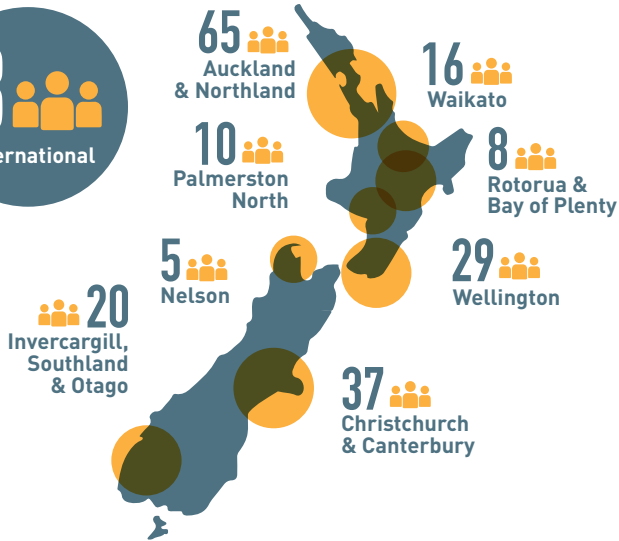 65
Auckland
& Northland
16
Waikato
10
Palmerston
North
8
Rotorua &
Bay of Plenty
5
Nelson
29
Wellington
20
Invercargill,
Southland
& Otago
37
Christchurch
& Canterbury